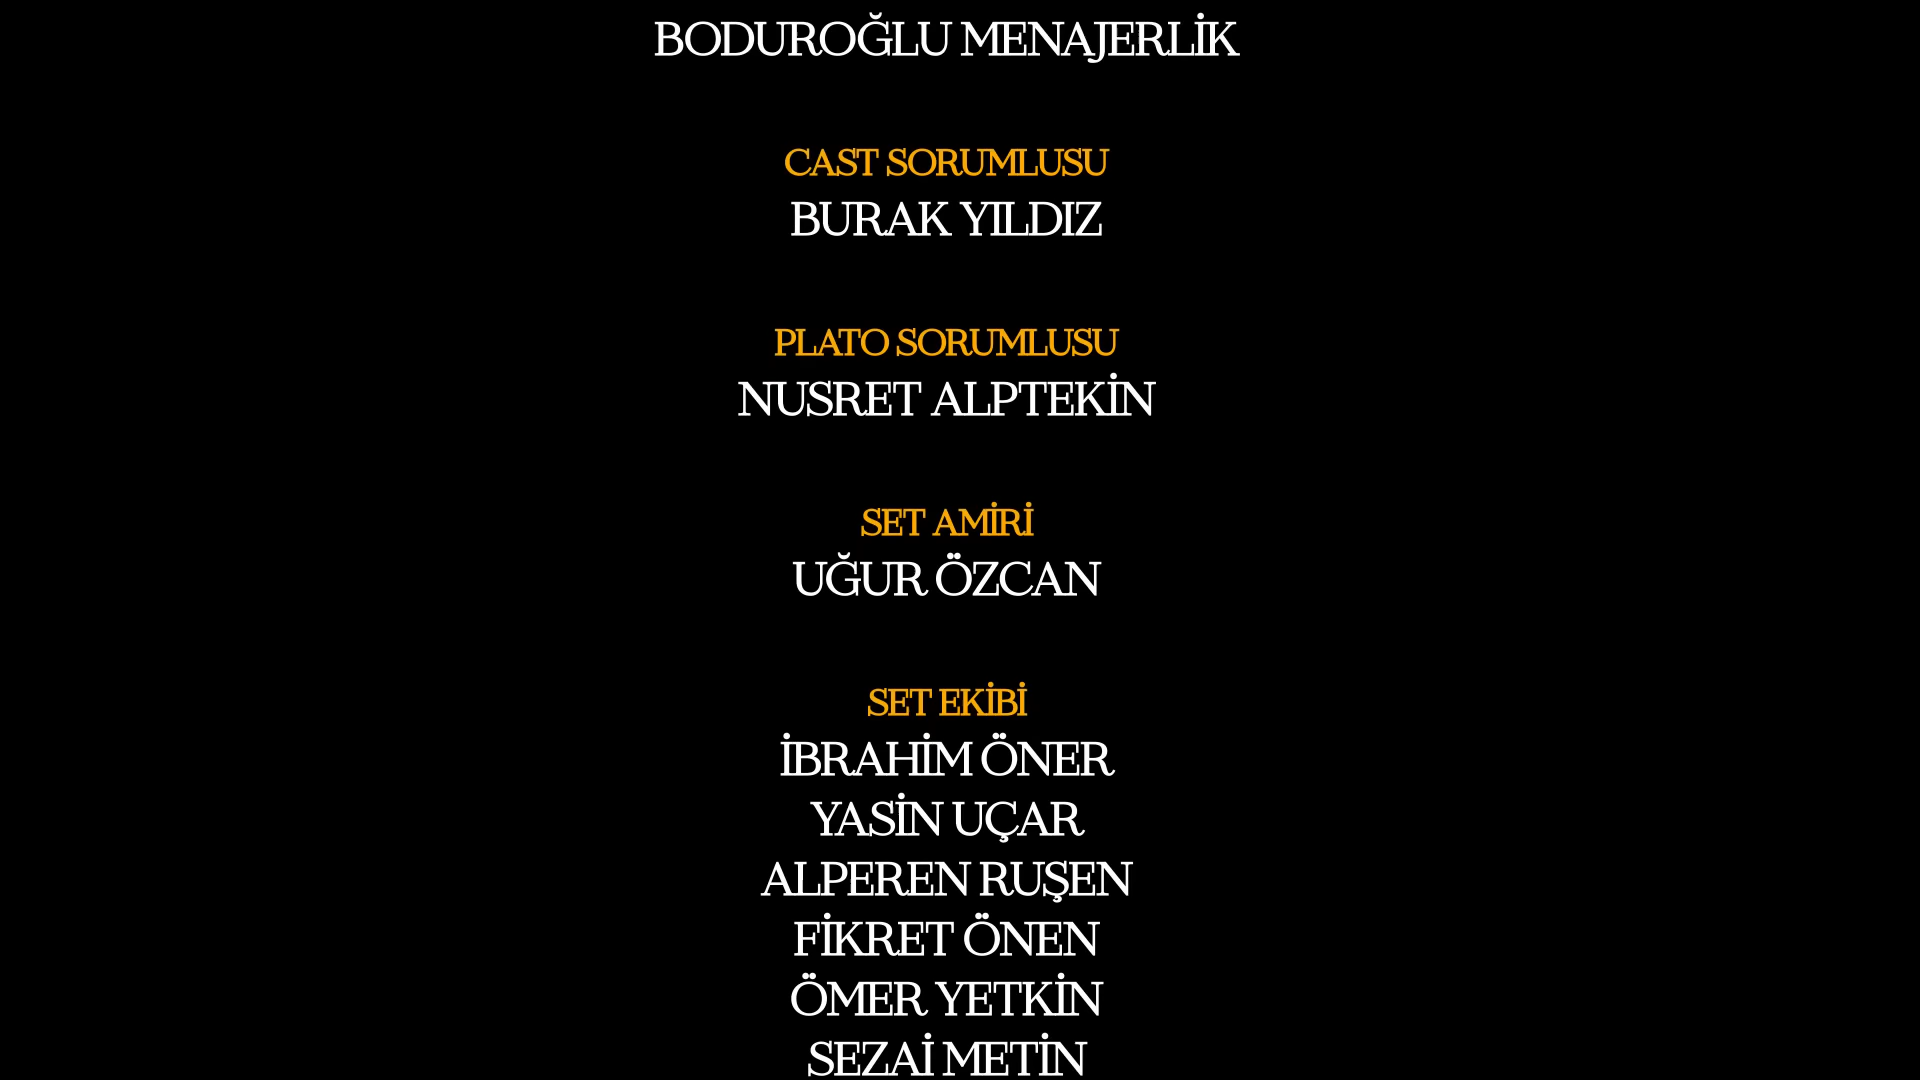 BODUROĞLU MENAJERLİK
CAST SORUMLUSU
BURAK YILDIZ
PLATO SORUMLUSU
NUSRET ALPTEKİN
SET AMİRİ
UĞUR ÖZCAN
SET EKİBİ
İBRAHİM ÖNER
YASİN UÇAR
ALPEREN RUŞEN
FİKRET ÖNEN
ÖMER YETKİN
SEZAİ METİN